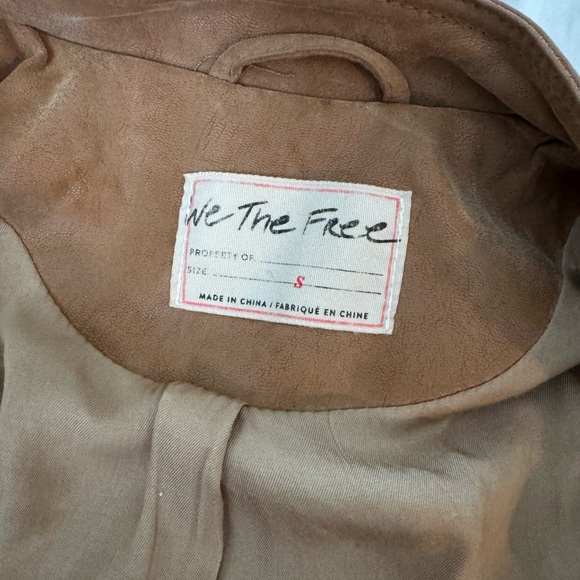 We The Free
PROPERTY OF
SIZE S
MADE IN CHINA / FABRIQUÉ EN CHINE